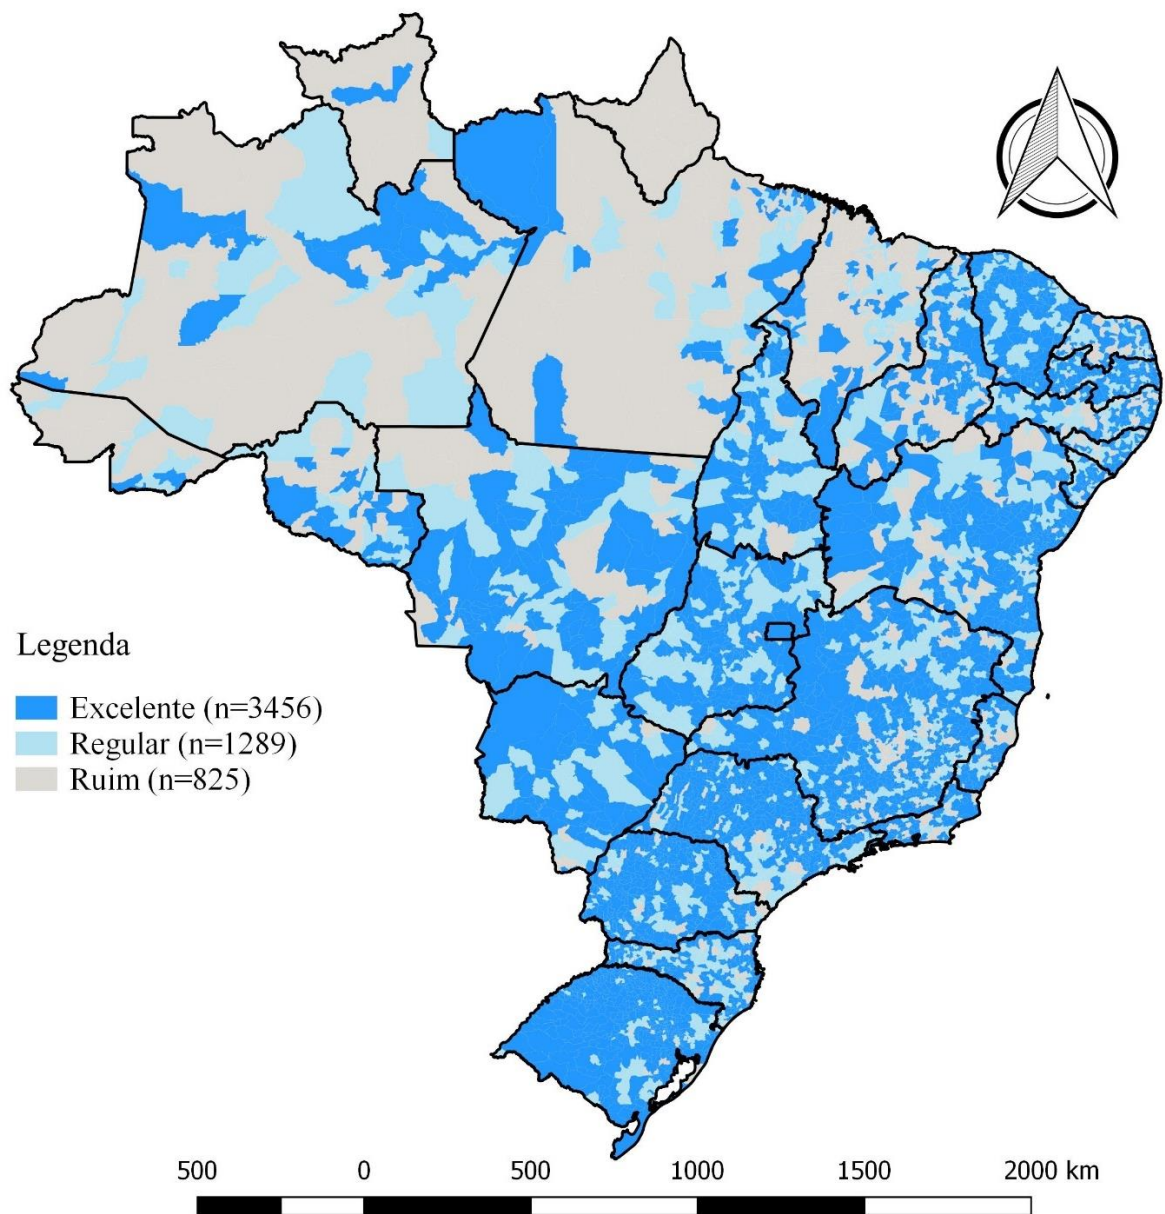 Legenda
Excelente (n=3456)
Regular (n=1289)
Ruim (n=825)
500 0 500 1000 1500 2000 km